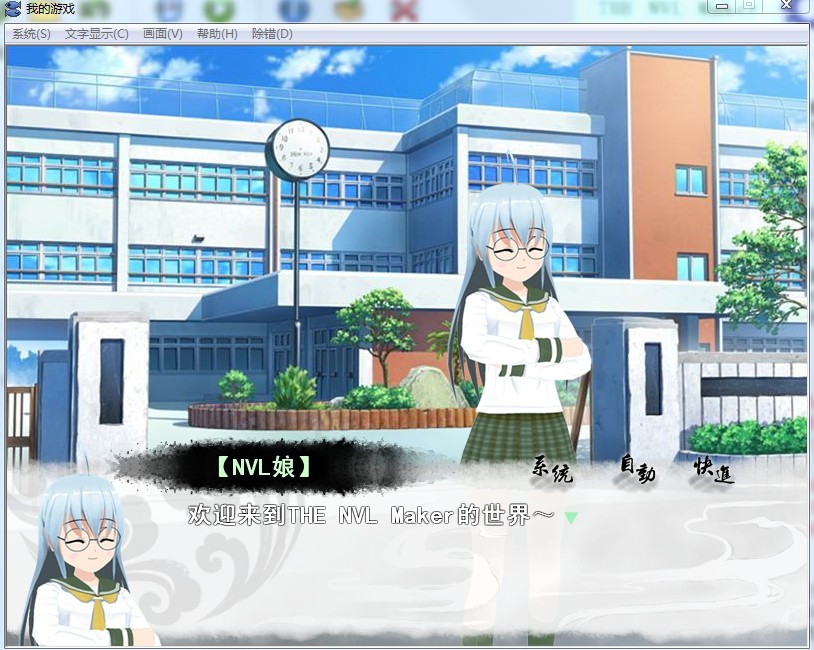 我的游戏
系统(S) 文字显示(C) 画面(V) 帮助(H) 除错(D)
【NVL娘】
系统 自動 快進
欢迎来到THE NVL Maker的世界～